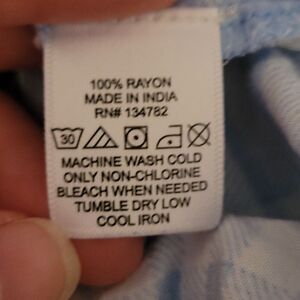 100% RAYON
MADE IN INDIA
RN# 134782
30
MACHINE WASH COLD
ONLY NON-CHLORINE
BLEACH WHEN NEEDED
TUMBLE DRY LOW
COOL IRON